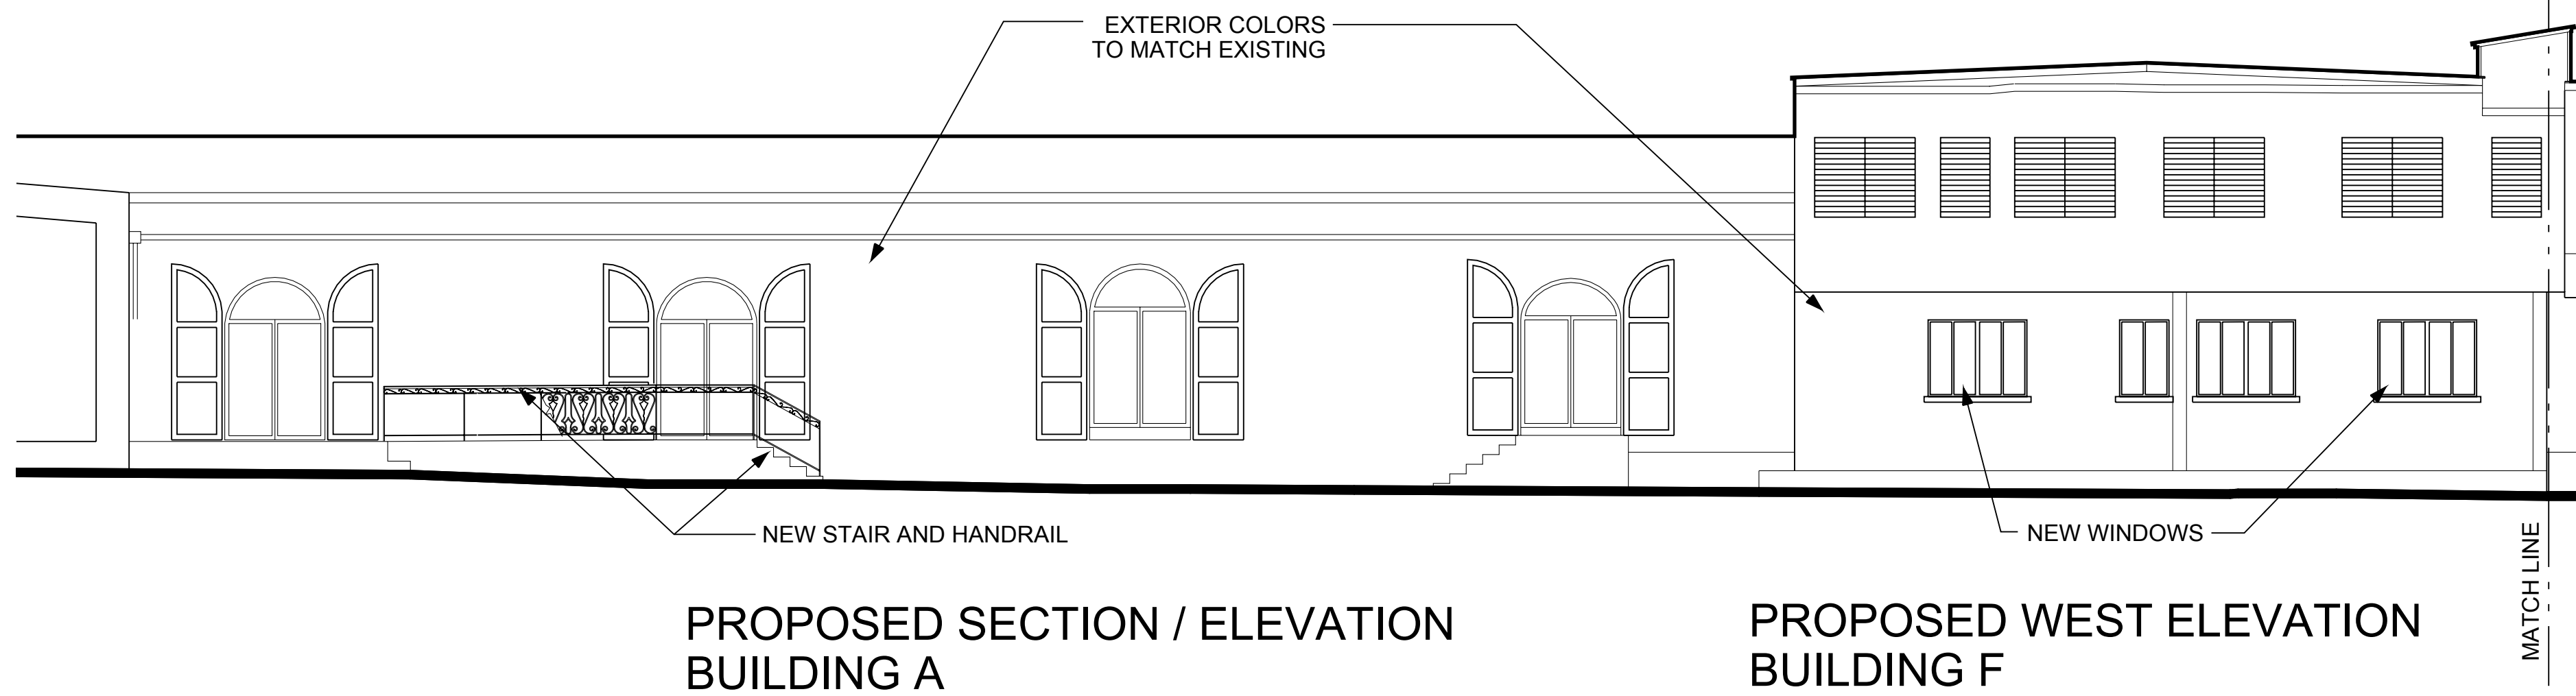 EXTERIOR COLORS
TO MATCH EXISTING
NEW STAIR AND HANDRAIL
NEW WINDOWS
MATCH LINE
PROPOSED SECTION / ELEVATION
BUILDING A
PROPOSED WEST ELEVATION
BUILDING F